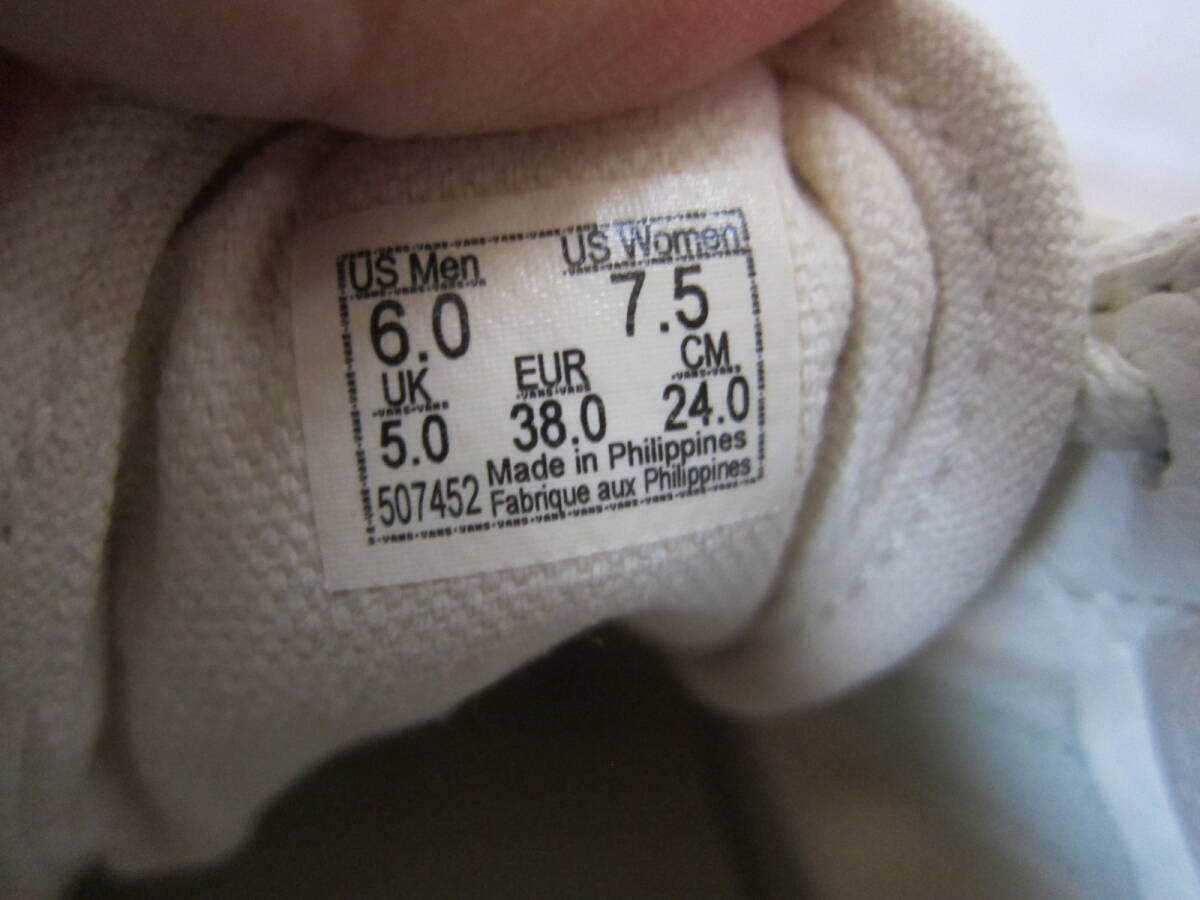 US Men US Women
6.0 7.5
UK EUR CM
5.0 38.0 24.0
Made in Philippines
507452 Fabrique aux Philippines